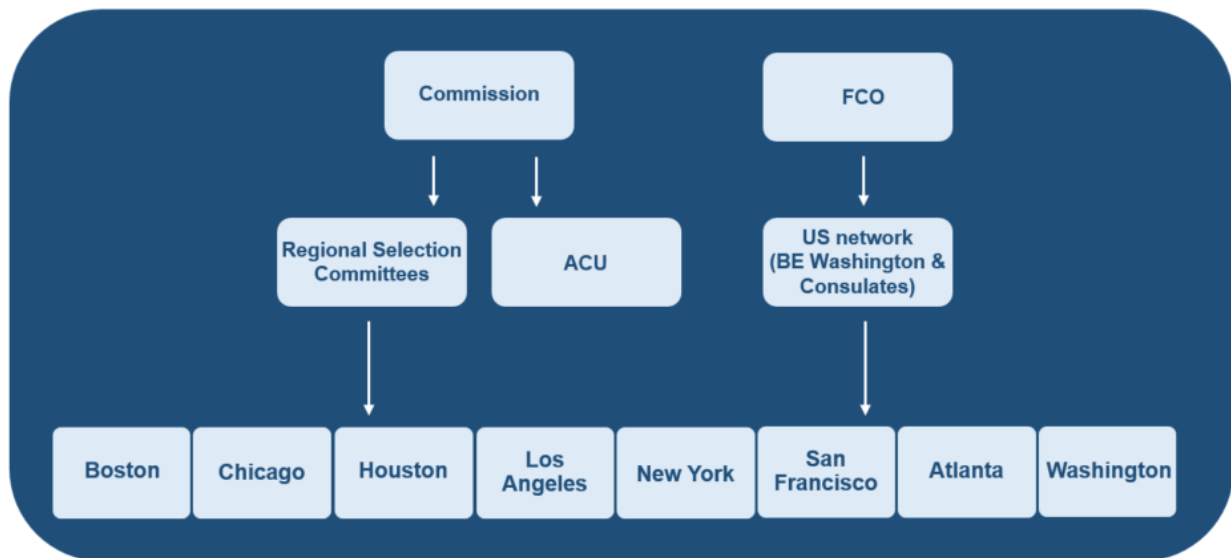 Commission
FCO
Regional Selection
Committees
ACU
US network
(BE Washington &
Consulates)
Boston
Chicago
Houston
Los
Angeles
New York
San
Francisco
Atlanta
Washington